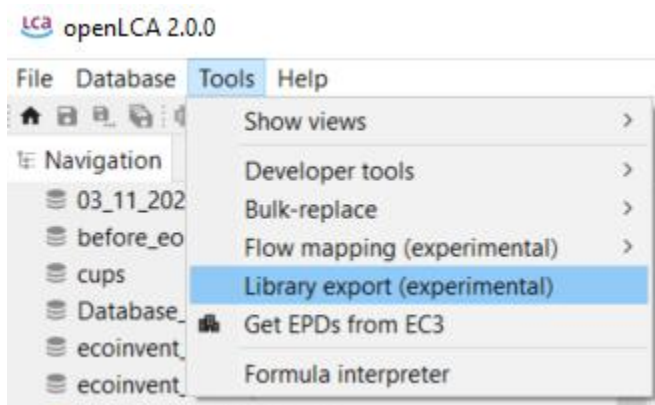 LCA openLCA 2.0.0
File Database Tools Help
Show views
Navigation
Developer tools
03_11_202
Bulk-replace
before_eo
Flow mapping (experimental)
cups
Library export (experimental)
Database_
Get EPDs from EC3
ecoinvent_
Formula interpreter
ecoinvent_